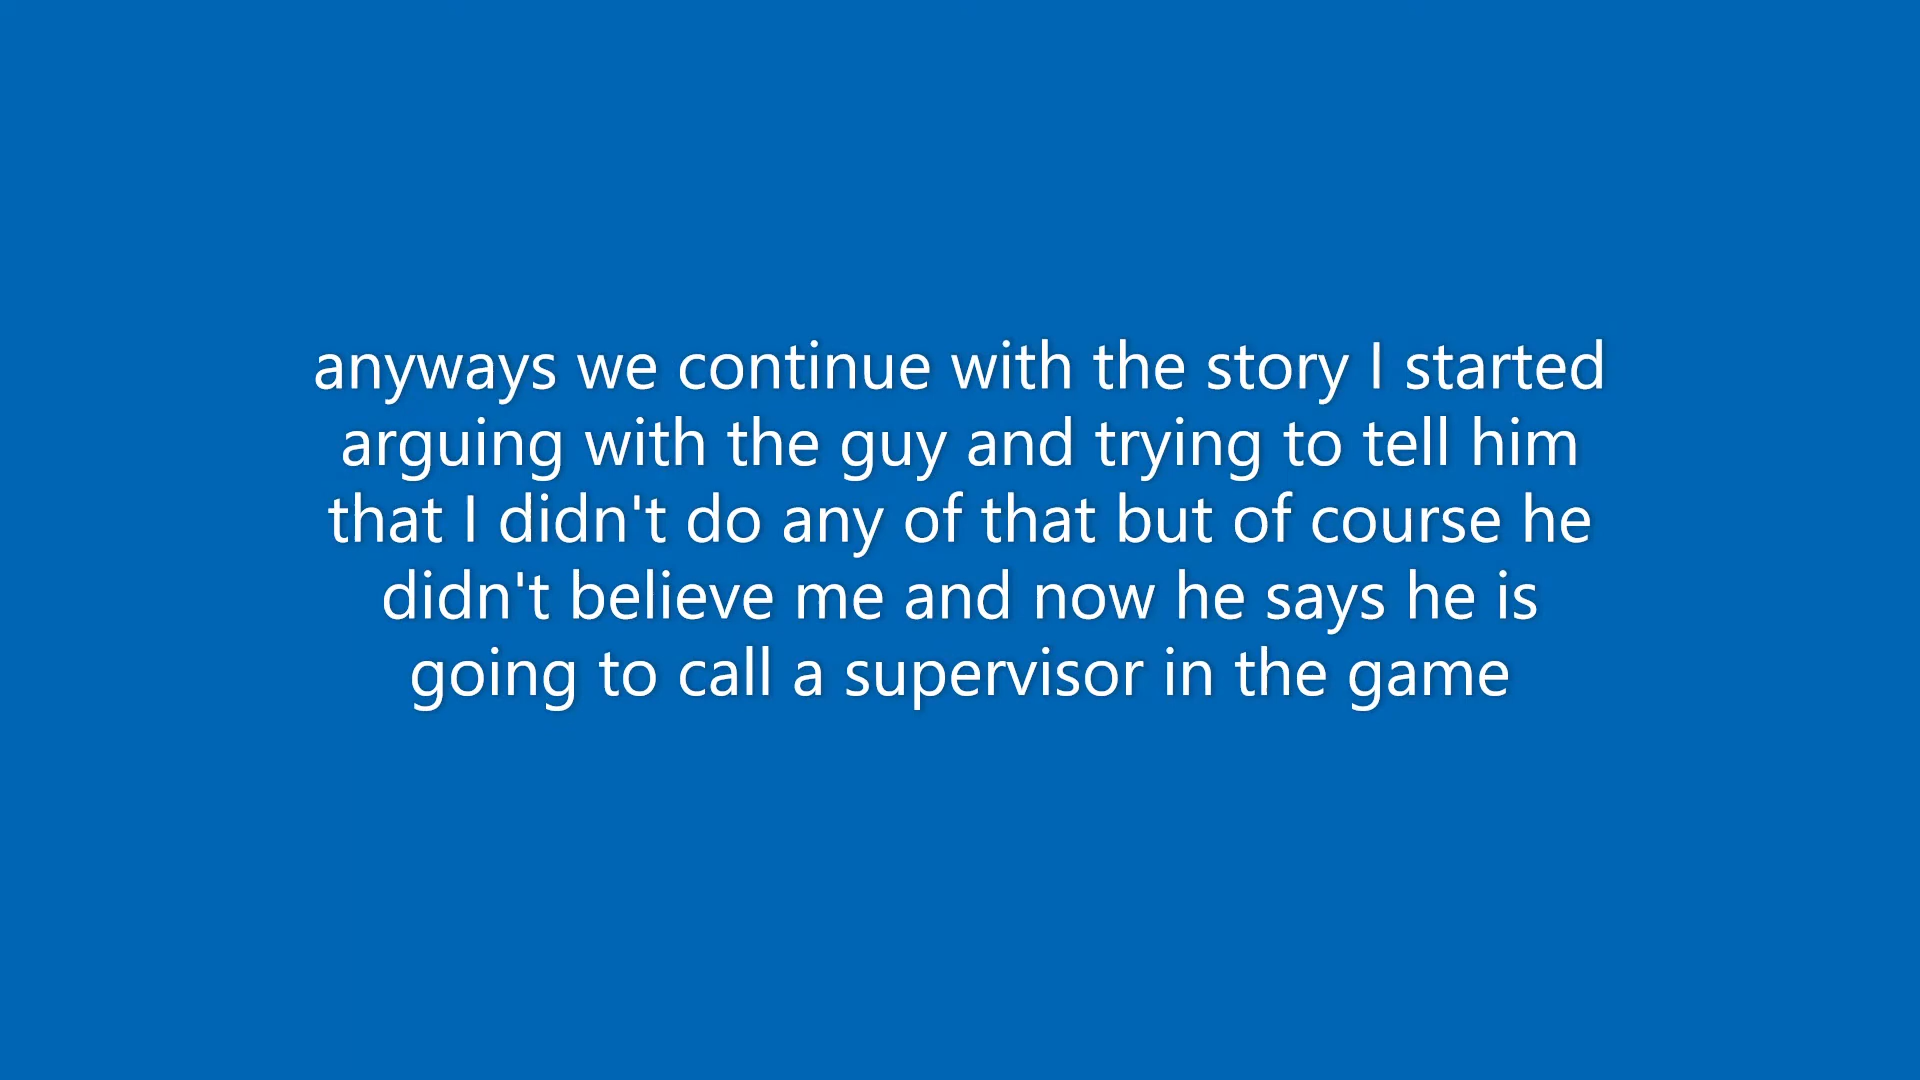 anyways we continue with the story I started
arguing with the guy and trying to tell him
that I didn't do any of that but of course he
didn't believe me and now he says he is
going to call a supervisor in the game